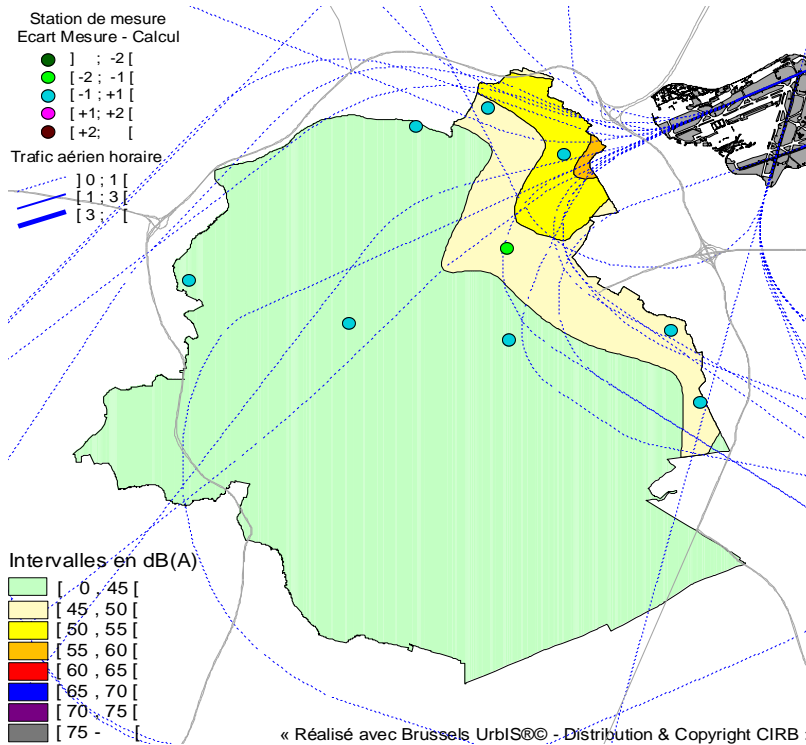 Station de mesure
Ecart Mesure - Calcul
] ; -2 [
[ -2 ; -1 [
[ -1 ; +1 [
[ +1; +2 [
[ +2; [
Trafic aérien horaire
] 0 ; 1 [
[ 1 ; 3 [
[ 3 ; [
Intervalles en dB(A)
[ 0 , 45 [
[ 45 , 50 [
[ 50 , 55 [
[ 55 , 60 [
[ 60 , 65 [
[ 65 , 70 [
[ 70 75 [
[ 75 - [
« Réalisé avec Brussels UrbIS®© - Distribution & Copyright CIRB